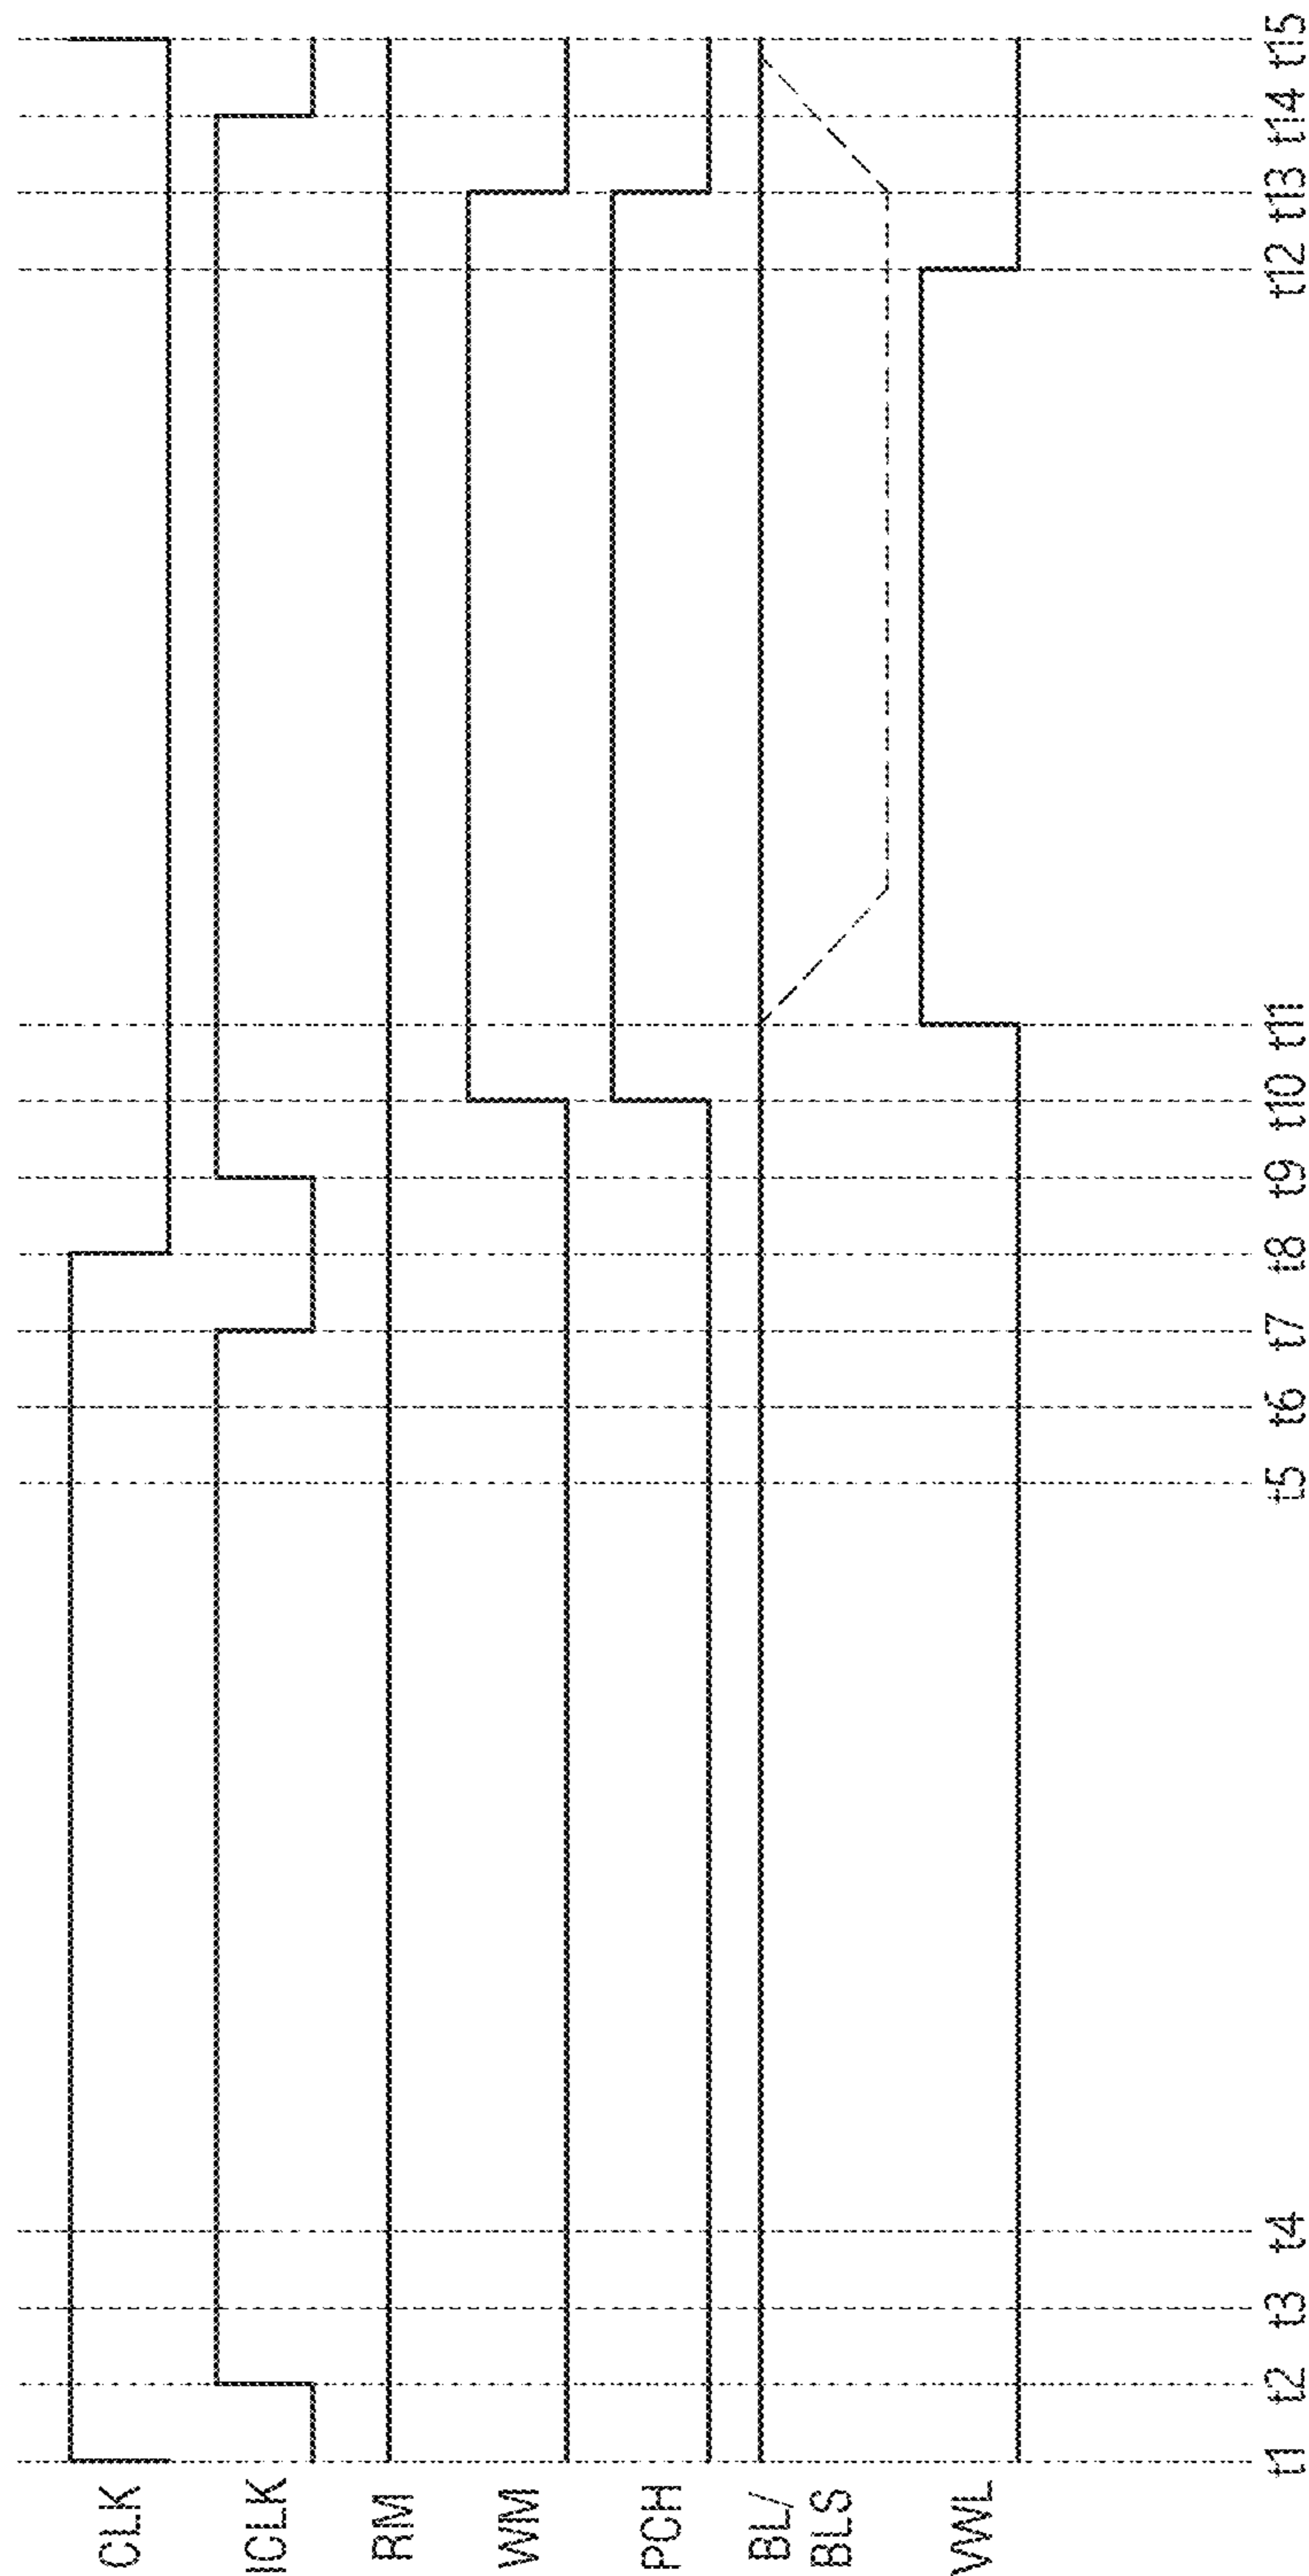 CLK
ICLK
RM
WM
PCH
BL/
BLS
VWL
t1 t2 t3 t4 t5 t6 t7 t8 t9 t10 t11 t12 t13 t14 t15